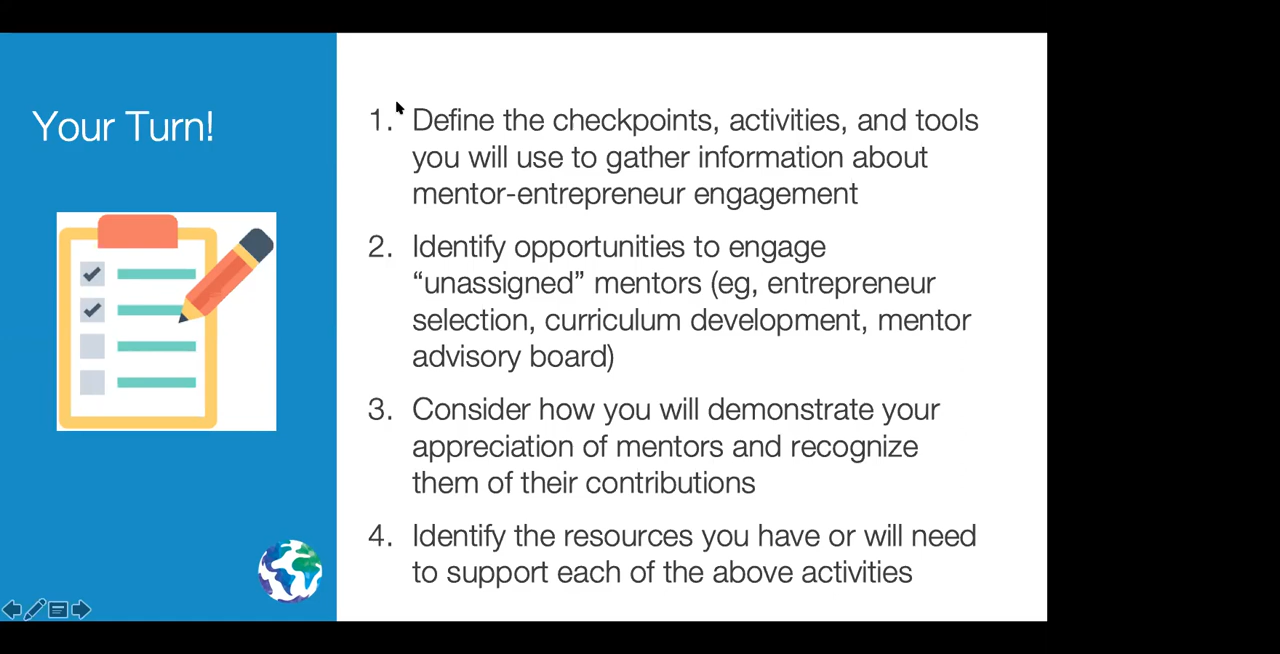 Your Turn!
1. Define the checkpoints, activities, and tools
you will use to gather information about
mentor-entrepreneur engagement
2. Identify opportunities to engage
“unassigned” mentors (eg, entrepreneur
selection, curriculum development, mentor
advisory board)
3. Consider how you will demonstrate your
appreciation of mentors and recognize
them of their contributions
4. Identify the resources you have or will need
to support each of the above activities